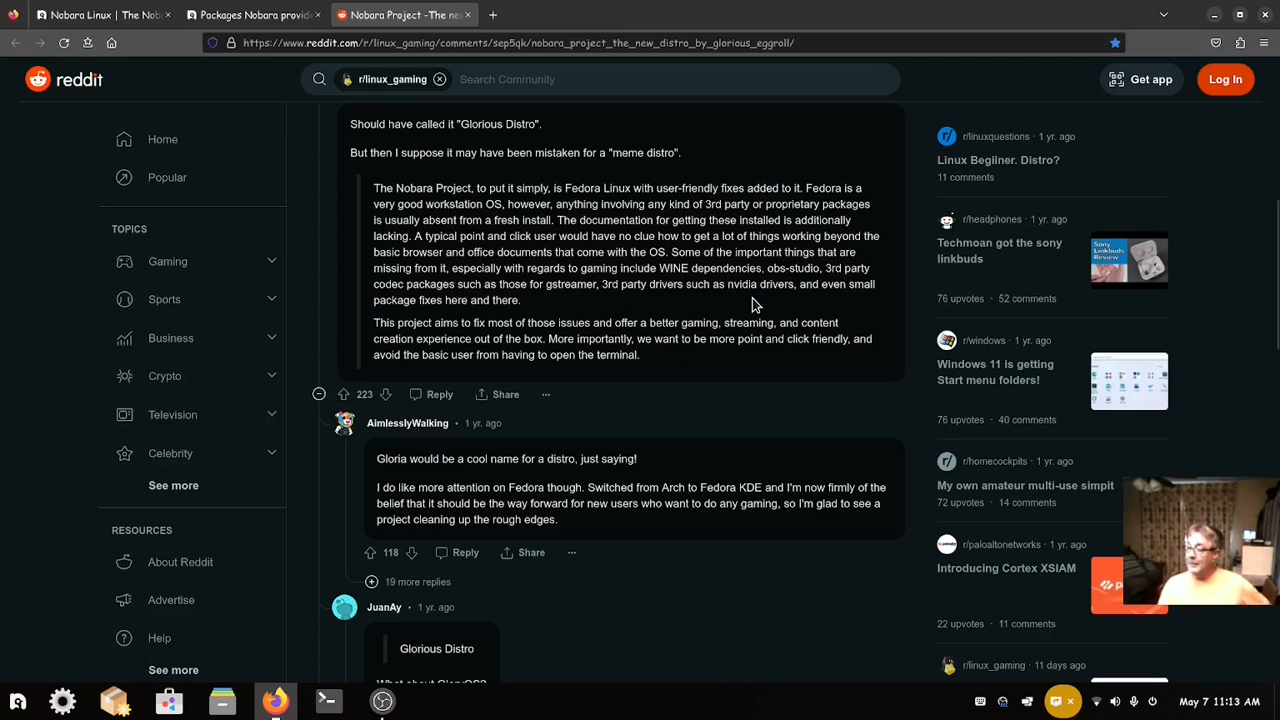 Nobara Linux | The Nob
Packages Nobara provid
Nobara Project -The ne
https://www.reddit.com/r/linux_gaming/comments/sep5qk/nobara_project_the_new_distro_by_glorious_eggroll/
reddit
r/linux_gaming
Search Community
Get app
Log In
Home
Popular
TOPICS
Gaming
Sports
Business
Crypto
Television
Celebrity
See more
RESOURCES
About Reddit
Advertise
Help
See more
Should have called it "Glorious Distro".
But then I suppose it may have been mistaken for a "meme distro".
The Nobara Project, to put it simply, is Fedora Linux with user-friendly fixes added to it. Fedora is a
very good workstation OS, however, anything involving any kind of 3rd party or proprietary packages
is usually absent from a fresh install. The documentation for getting these installed is additionally
lacking. A typical point and click user would have no clue how to get a lot of things working beyond the
basic browser and office documents that come with the OS. Some of the important things that are
missing from it, especially with regards to gaming include WINE dependencies, obs-studio, 3rd party
codec packages such as those for gstreamer, 3rd party drivers such as nvidia drivers, and even small
package fixes here and there.
This project aims to fix most of those issues and offer a better gaming, streaming, and content
creation experience out of the box. More importantly, we want to be more point and click friendly, and
avoid the basic user from having to open the terminal.
223
Reply
Share
AimlesslyWalking • 1 yr. ago
Gloria would be a cool name for a distro, just saying!
I do like more attention on Fedora though. Switched from Arch to Fedora KDE and I'm now firmly of the
belief that it should be the way forward for new users who want to do any gaming, so I'm glad to see a
project cleaning up the rough edges.
118
Reply
Share
19 more replies
JuanAy • 1 yr. ago
Glorious Distro
What about GloryOS?
r/linuxquestions • 1 yr. ago
Linux Begiiner. Distro?
11 comments
r/headphones • 1 yr. ago
Techmoan got the sony
linkbuds
Sony
Linkbuds
Review
76 upvotes • 32 comments
r/windows • 1 yr. ago
Windows 11 is getting
Start menu folders!
76 upvotes • 40 comments
r/homecockpits • 1 yr. ago
My own amateur multi-use simpit
72 upvotes • 14 comments
r/paloaltonetworks • 1 yr. ago
Introducing Cortex XSIAM
22 upvotes • 11 comments
r/linux_gaming • 11 days ago
May 7 11:13 AM